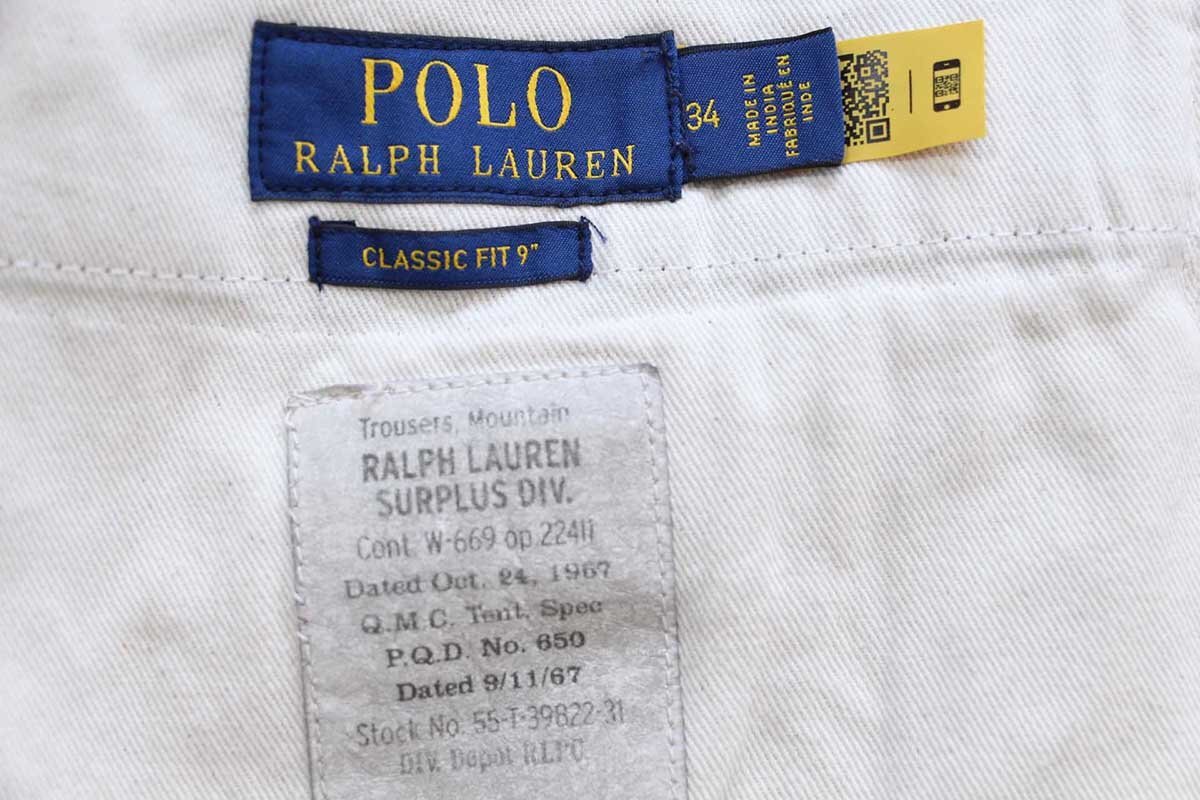 POLO
RALPH LAUREN
34
MADE IN
INDIA
FABRIQUÉ EN
INDE
CLASSIC FIT 9"
Trousers, Mountain
RALPH LAUREN
SURPLUS DIV.
Cont. W-669 op.22411
Dated Oct. 24, 1967
Q.M.C. Tent. Spec
P.Q.D. No. 650
Dated 9/11/67
Stock No. 55-T-39822-31
DIV. Depot R.L.P.C.